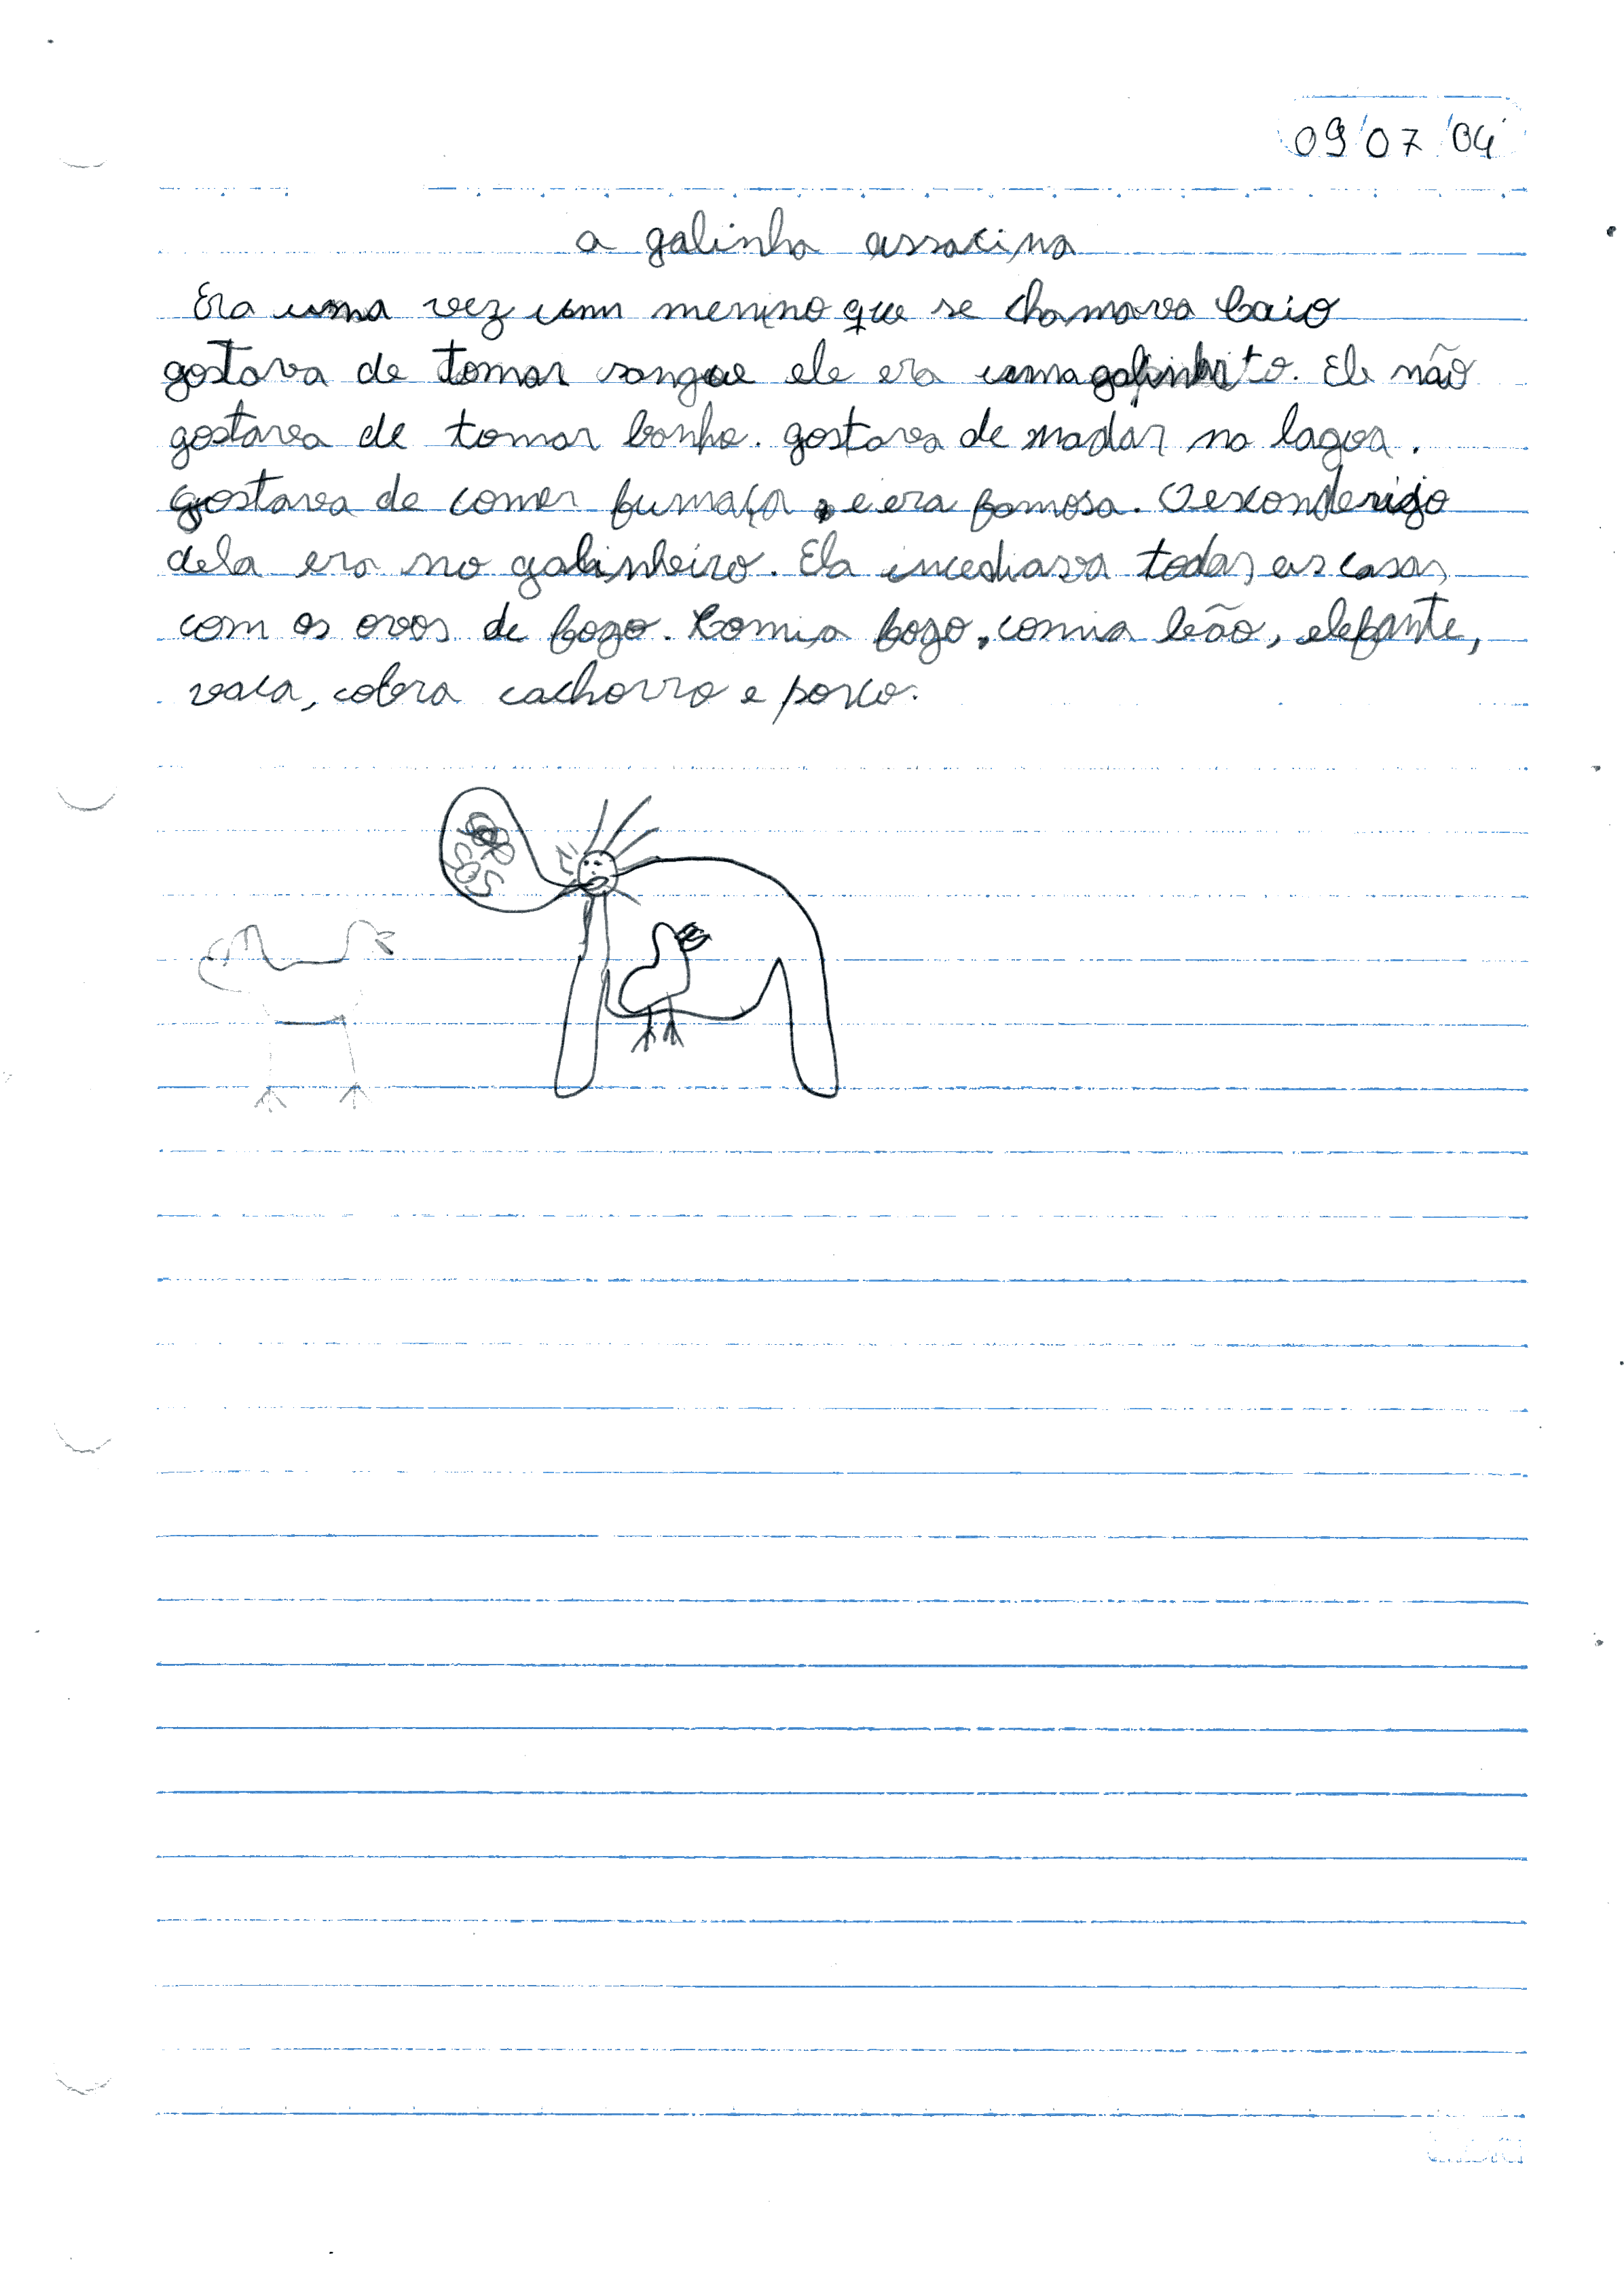 09 07 04
a galinha assacina
Era uma vez um menino que se chamava Caio
gostava de tomar sangue ele era uma galinhito. Ele não
gostava de tomar banho. gostava de nadar na lagoa.
Gostava de comer fumaça, e era famosa. O esconderijo
dela era no galinheiro. Ela incediava todas as casas
com os ovos de fogo. Comia fogo, comia leão, elefante,
vaca, cobra cachorro e porco.
SOS